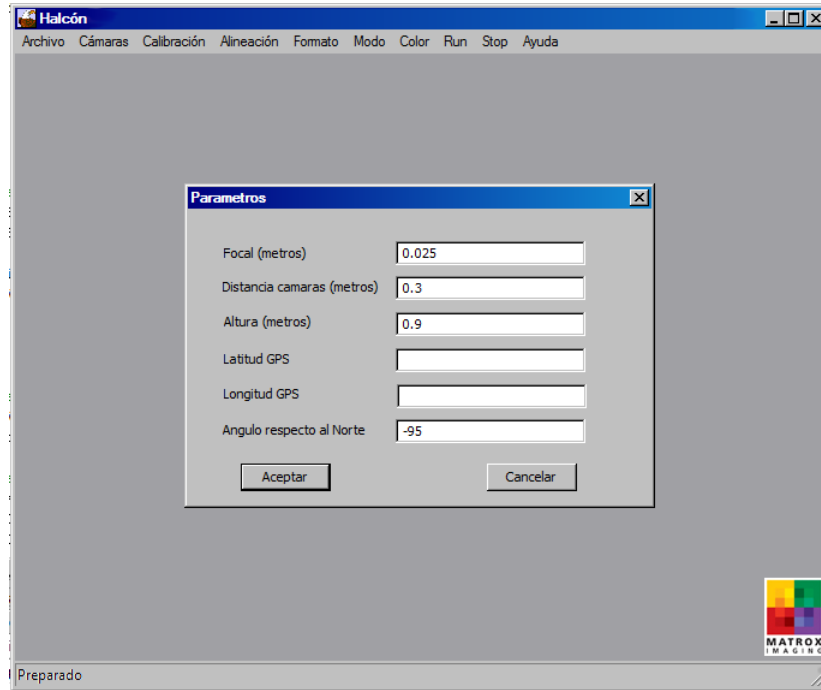 Halcón
Archivo Cámaras Calibración Alineación Formato Modo Color Run Stop Ayuda
Parametros
Focal (metros) 0.025
Distancia camaras (metros) 0.3
Altura (metros) 0.9
Latitud GPS
Longitud GPS
Angulo respecto al Norte -95
Aceptar Cancelar
MATROX
IMAGING
Preparado